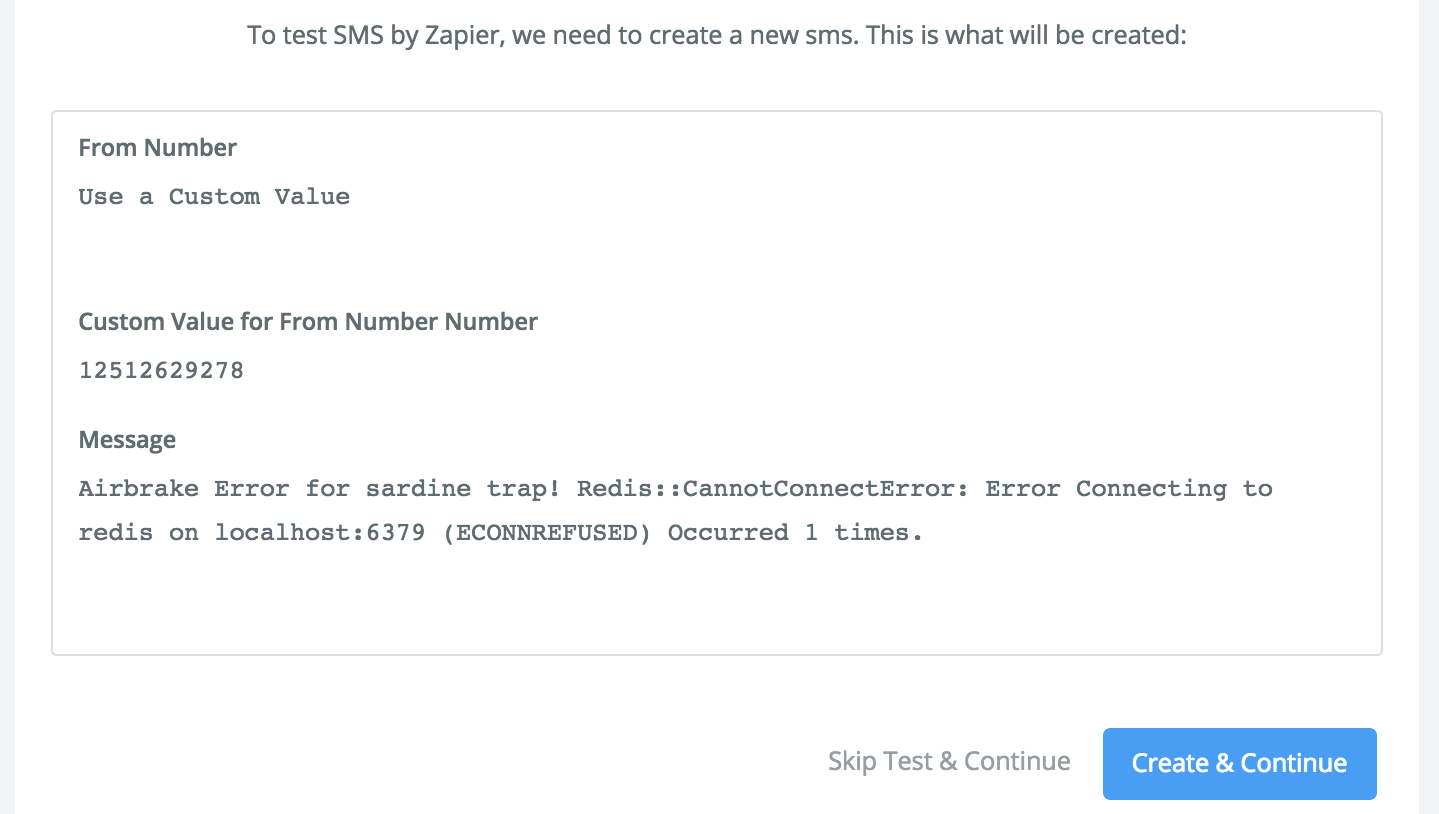 To test SMS by Zapier, we need to create a new sms. This is what will be created:
From Number
Use a Custom Value
Custom Value for From Number Number
12512629278
Message
Airbrake Error for sardine trap! Redis::CannotConnectError: Error Connecting to
redis on localhost:6379 (ECONNREFUSED) Occurred 1 times.
Skip Test & Continue
Create & Continue